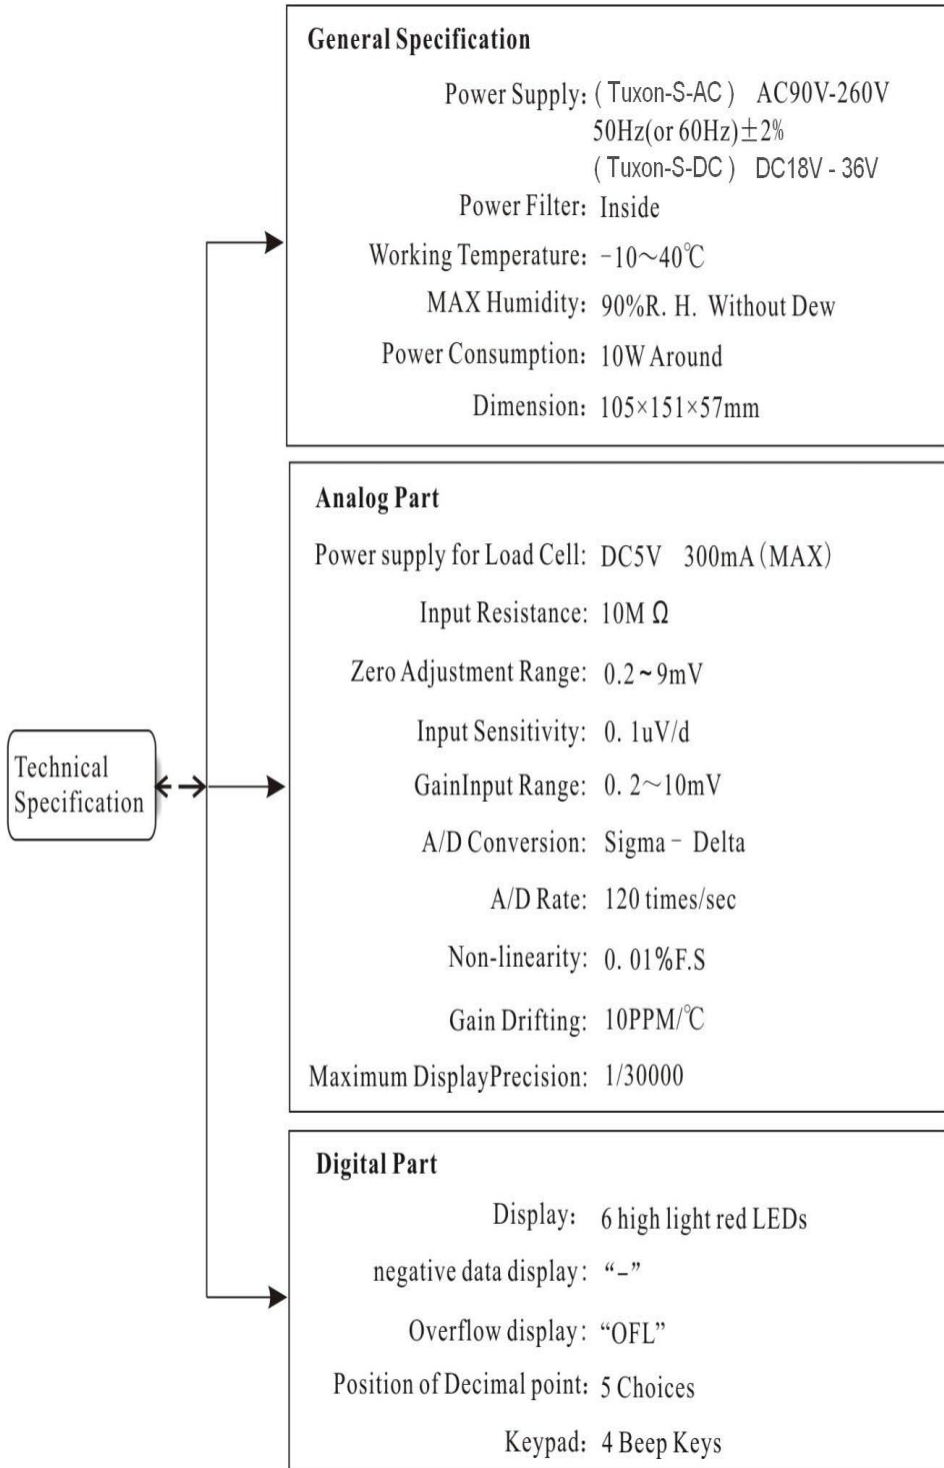 General Specification
Power Supply: ( Tuxon-S-AC ) AC90V-260V
50Hz(or 60Hz)±2%
( Tuxon-S-DC ) DC18V - 36V
Power Filter: Inside
Working Temperature: -10~40℃
MAX Humidity: 90%R. H. Without Dew
Power Consumption: 10W Around
Dimension: 105×151×57mm
Analog Part
Power supply for Load Cell: DC5V 300mA (MAX)
Input Resistance: 10M Ω
Zero Adjustment Range: 0.2~9mV
Input Sensitivity: 0. 1uV/d
GainInput Range: 0. 2~10mV
A/D Conversion: Sigma - Delta
A/D Rate: 120 times/sec
Non-linearity: 0. 01%F.S
Gain Drifting: 10PPM/℃
Maximum DisplayPrecision: 1/30000
Technical
Specification
Digital Part
Display: 6 high light red LEDs
negative data display: “-”
Overflow display: “OFL”
Position of Decimal point: 5 Choices
Keypad: 4 Beep Keys